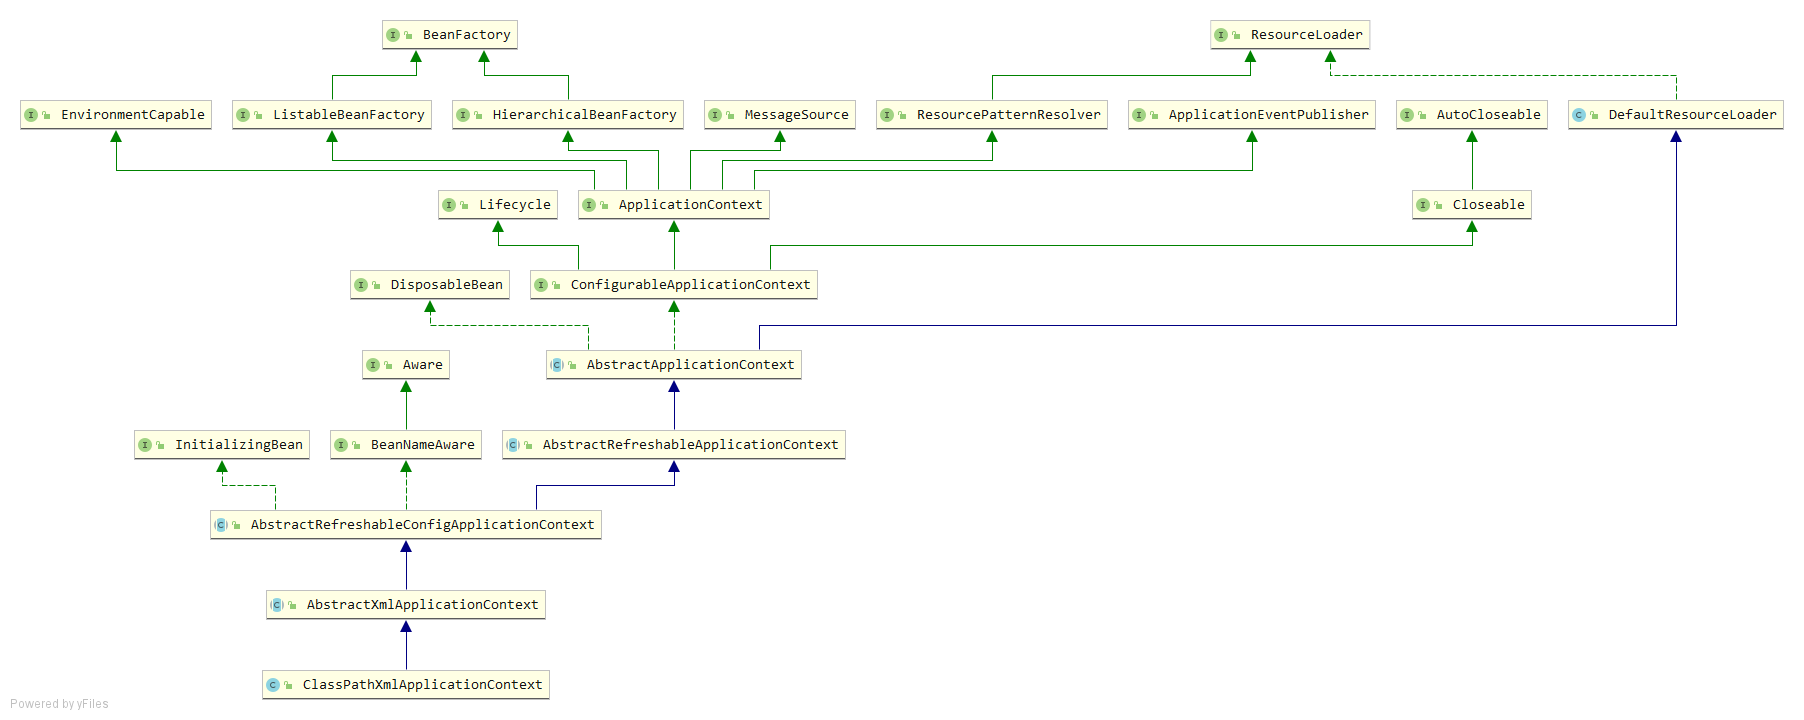 BeanFactory
ResourceLoader
EnvironmentCapable
ListableBeanFactory
HierarchicalBeanFactory
MessageSource
ResourcePatternResolver
ApplicationEventPublisher
AutoCloseable
DefaultResourceLoader
Lifecycle
ApplicationContext
Closeable
DisposableBean
ConfigurableApplicationContext
Aware
AbstractApplicationContext
InitializingBean
BeanNameAware
AbstractRefreshableApplicationContext
AbstractRefreshableConfigApplicationContext
AbstractXmlApplicationContext
ClassPathXmlApplicationContext
Powered by yFiles